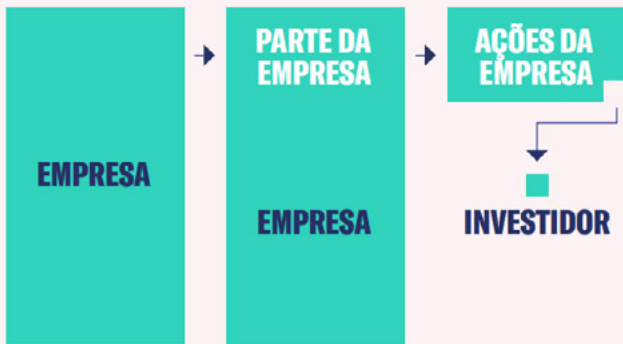 EMPRESA
PARTE DA
EMPRESA
EMPRESA
AÇÕES DA
EMPRESA
INVESTIDOR